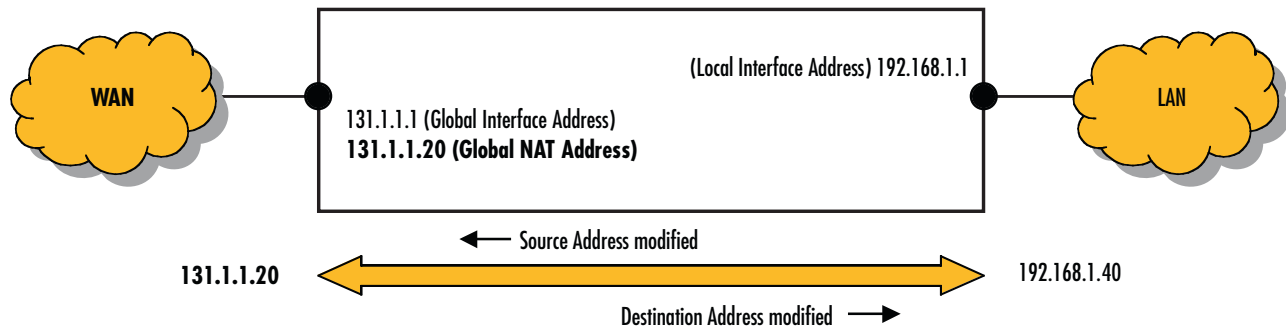 WAN
(Local Interface Address) 192.168.1.1
LAN
131.1.1.1 (Global Interface Address)
131.1.1.20 (Global NAT Address)
Source Address modified
131.1.1.20
192.168.1.40
Destination Address modified